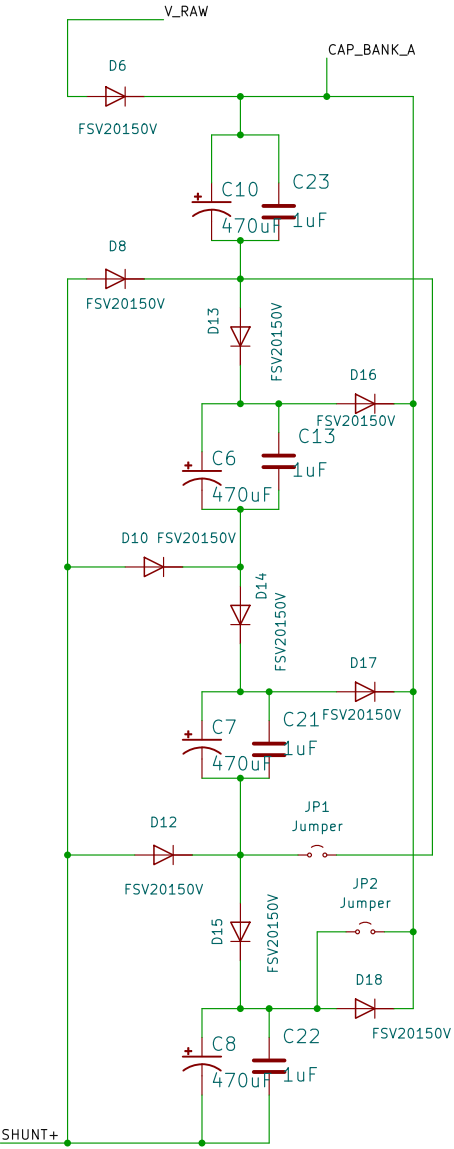 V_RAW
CAP_BANK_A
D6
FSV20150V
C10
C23
470uF
1uF
D8
FSV20150V
D13
FSV20150V
D16
FSV20150V
C13
C6
1uF
470uF
D10 FSV20150V
D14
FSV20150V
D17
FSV20150V
C21
C7
1uF
470uF
JP1
Jumper
D12
FSV20150V
JP2
Jumper
D15
FSV20150V
D18
FSV20150V
C22
C8
1uF
470uF
SHUNT+